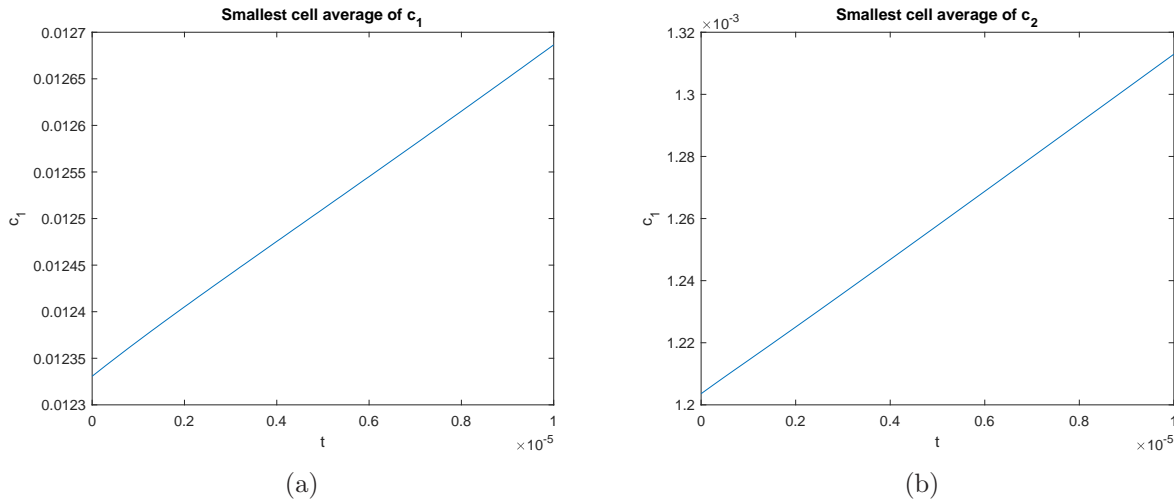 Smallest cell average of c₁
0.0127
0.01265
0.0126
0.01255
0.0125
0.01245
0.0124
0.01235
0.0123
c₁
0 0.2 0.4 0.6 0.8 1
t
×10⁻⁵
(a)
Smallest cell average of c₂
×10⁻³
1.32
1.3
1.28
1.26
1.24
1.22
1.2
c₁
0 0.2 0.4 0.6 0.8 1
t
×10⁻⁵
(b)